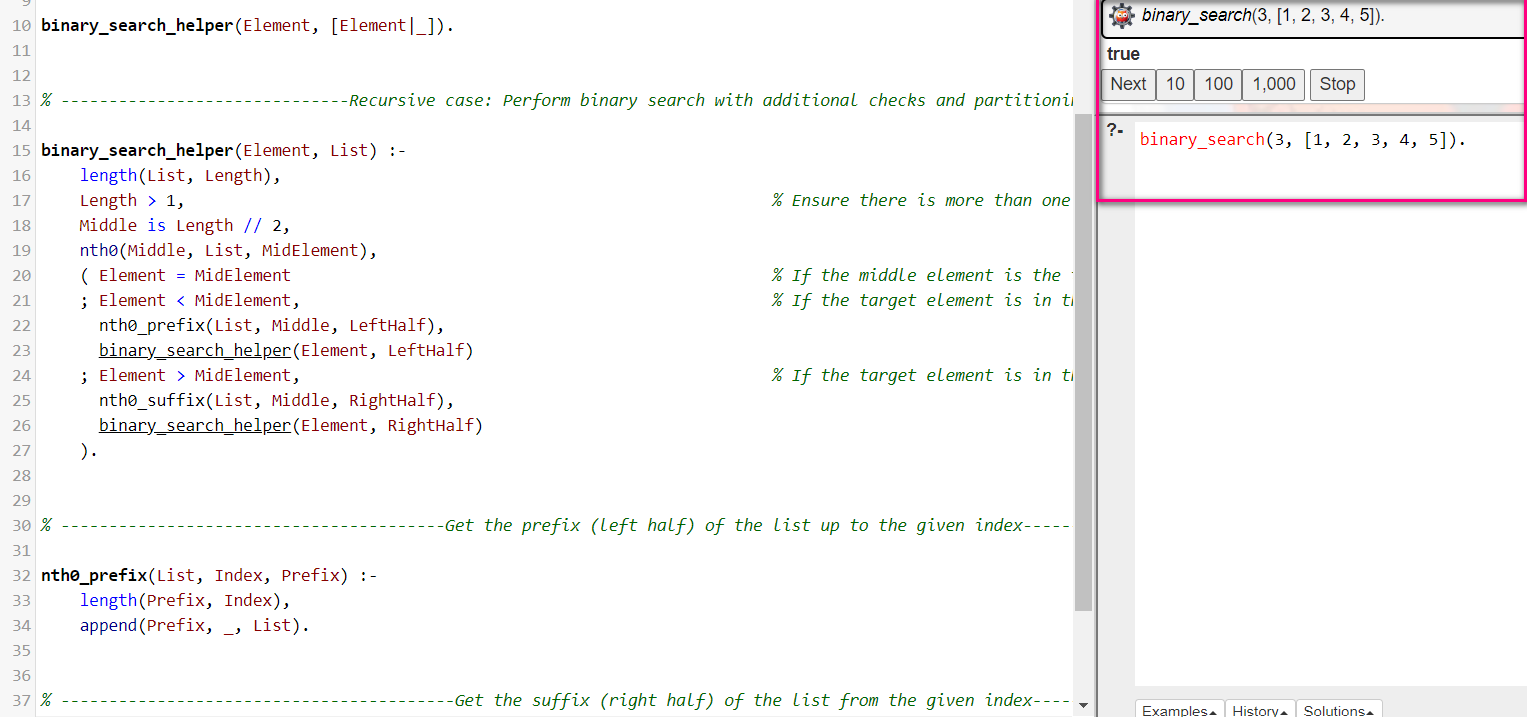 9
10 binary_search_helper(Element, [Element|_]).
11
12
13 % ------------------------------Recursive case: Perform binary search with additional checks and
14
15 binary_search_helper(Element, List) :-
16 length(List, Length),
17 Length > 1, % Ensure there is more than one
18 Middle is Length // 2,
19 nth0(Middle, List, MidElement),
20 ( Element = MidElement % If the middle element is the
21 ; Element < MidElement, % If the target element is in
22 nth0_prefix(List, Middle, LeftHalf),
23 binary_search_helper(Element, LeftHalf)
24 ; Element > MidElement, % If the target element is in
25 nth0_suffix(List, Middle, RightHalf),
26 binary_search_helper(Element, RightHalf)
27 ).
28
29
30 % ----------------------------------------Get the prefix (left half) of the list up to the given index-----
31
32 nth0_prefix(List, Index, Prefix) :-
33 length(Prefix, Index),
34 append(Prefix, _, List).
35
36
37 % -----------------------------------------Get the suffix (right half) of the list from the given index----
binary_search(3, [1, 2, 3, 4, 5]).
true
Next 10 100 1,000 Stop
?- binary_search(3, [1, 2, 3, 4, 5]).
Examples History Solutions